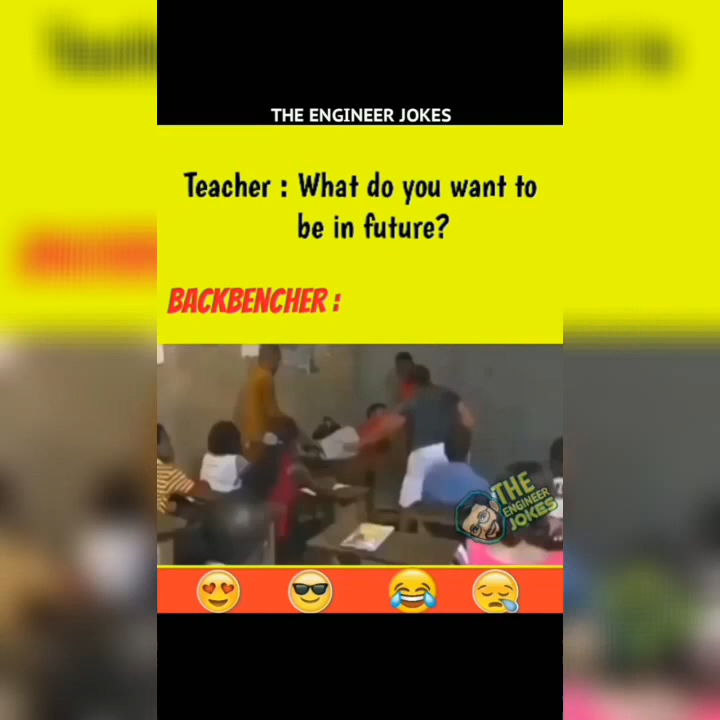 THE ENGINEER JOKES
Teacher : What do you want to
be in future?
BACKBENCHER :
THE
ENGINEER
JOKES